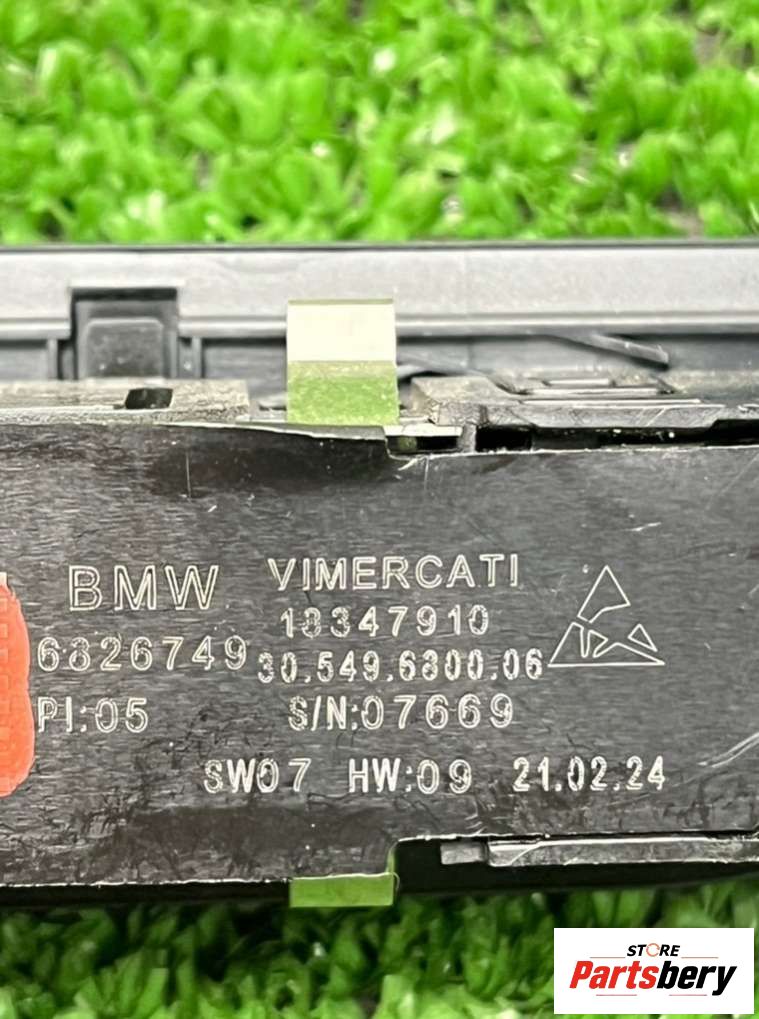 BMW VIMERCATI
18347910
6826749 30.549.6800.06
PI:05 S/N:07669
SW07 HW:09 21.02.24
STORE
Partsbery